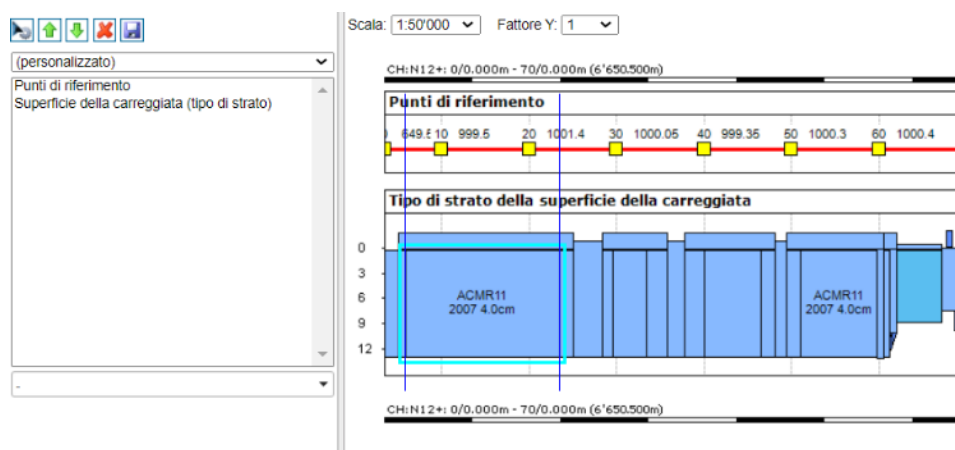 Scala: 1:50'000 Fattore Y: 1
(personalizzato)
Punti di riferimento
Superficie della carreggiata (tipo di strato)
-
CH:N12+: 0/0.000m - 70/0.000m (6'650.500m)
Punti di riferimento
649.5 10 999.5 20 1001.4 30 1000.05 40 999.35 50 1000.3 60 1000.4
Tipo di strato della superficie della carreggiata
0
3
6
9
12
ACMR11
2007 4.0cm
ACMR11
2007 4.0cm
CH:N12+: 0/0.000m - 70/0.000m (6'650.500m)